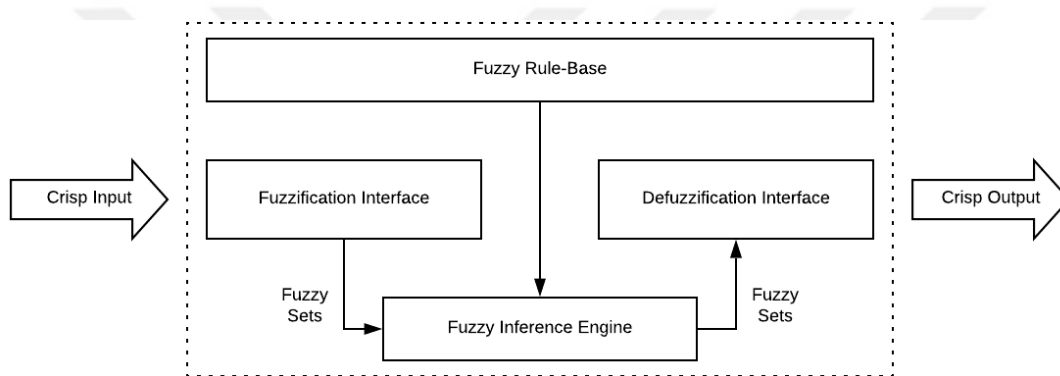 Fuzzy Rule-Base
Crisp Input
Fuzzification Interface
Defuzzification Interface
Crisp Output
Fuzzy
Sets
Fuzzy Inference Engine
Fuzzy
Sets